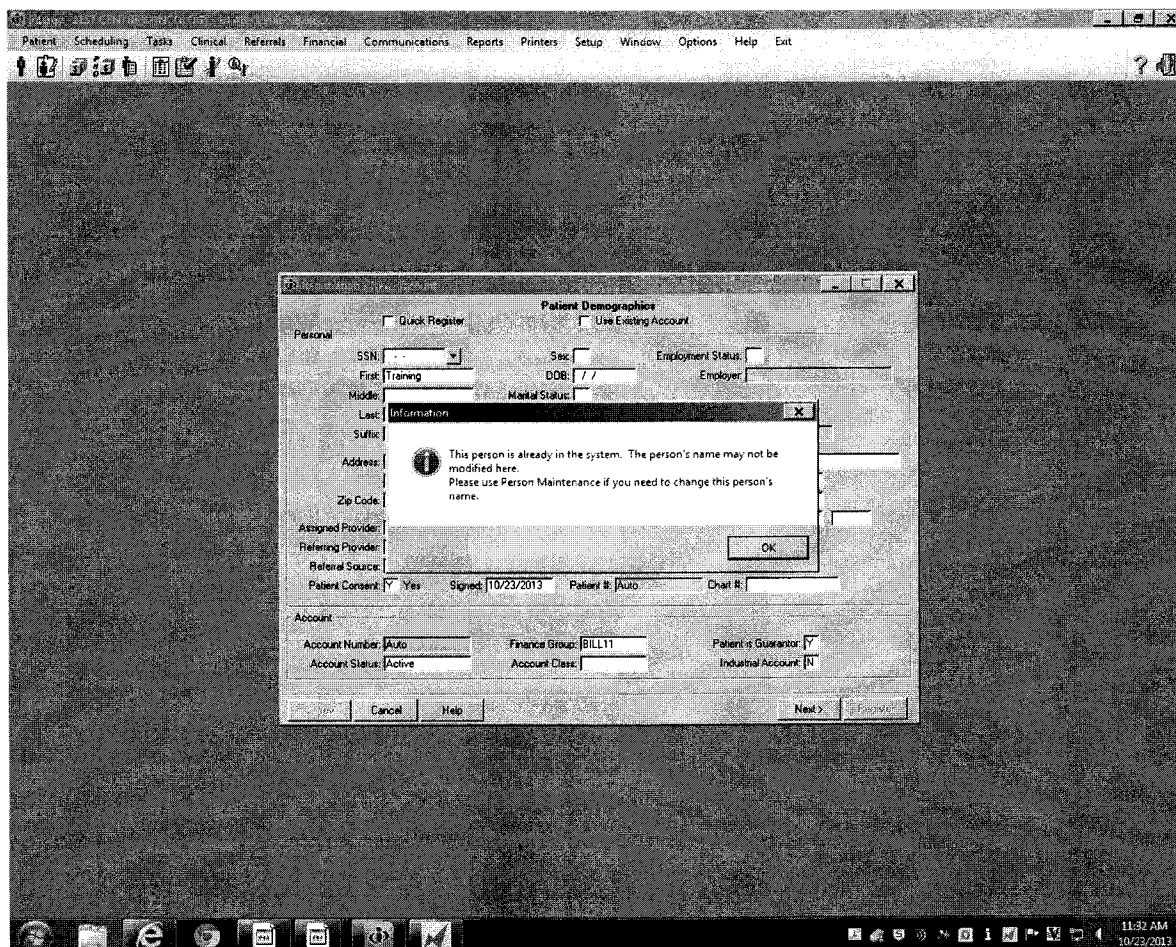 Patient Scheduling Tasks Clinical Referrals Financial Communications Reports Printers Setup Window Options Help Exit
Patient Demographics
Quick Register Use Existing Account
Personal
SSN: - - Sex: Employment Status:
First: Training DOB: / / Employer:
Middle: Marital Status:
Last:
Suffix:
Address:
Zip Code:
Assigned Provider:
Referring Provider:
Referral Source:
Information
This person is already in the system. The person's name may not be
modified here.
Please use Person Maintenance if you need to change this person's
name.
OK
Patient Consent: Y Yes Signed: 10/23/2013 Patient #: Auto Chart #:
Account
Account Number: Auto Finance Group: BILL11 Patient is Guarantor: Y
Account Status: Active Account Class: Industrial Account: N
Cancel Help Next > Register
11:32 AM
10/23/2013